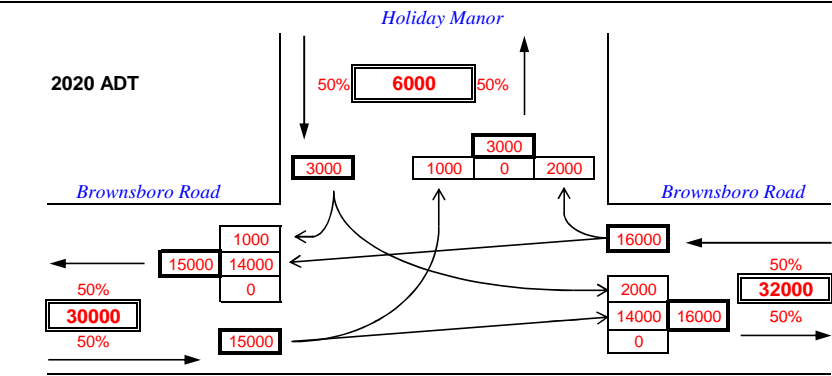 Holiday Manor
2020 ADT
50% 6000 50%
3000
3000 1000 0 2000
Brownsboro Road Brownsboro Road
1000 16000
15000 14000 50%
50% 0 2000 32000
30000 14000 16000 50%
50% 15000 0